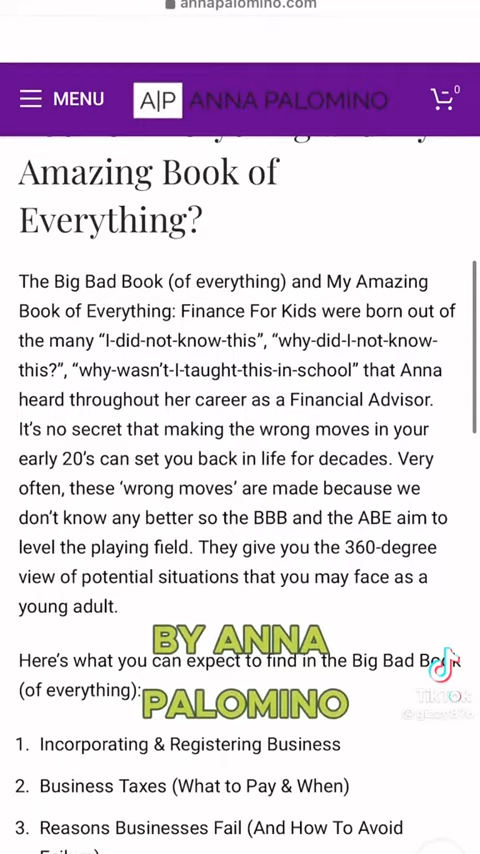 annapalomino.com
MENU
A|P
ANNA PALOMINO
0
Amazing Book of
Everything?
The Big Bad Book (of everything) and My Amazing
Book of Everything: Finance For Kids were born out of
the many “I-did-not-know-this”, “why-did-I-not-know-
this?”, “why-wasn’t-I-taught-this-in-school” that Anna
heard throughout her career as a Financial Advisor.
It’s no secret that making the wrong moves in your
early 20’s can set you back in life for decades. Very
often, these ‘wrong moves’ are made because we
don’t know any better so the BBB and the ABE aim to
level the playing field. They give you the 360-degree
view of potential situations that you may face as a
young adult.
BY ANNA
PALOMINO
Here’s what you can expect to find in the Big Bad Book
(of everything):
TikTok
1. Incorporating & Registering Business
2. Business Taxes (What to Pay & When)
3. Reasons Businesses Fail (And How To Avoid